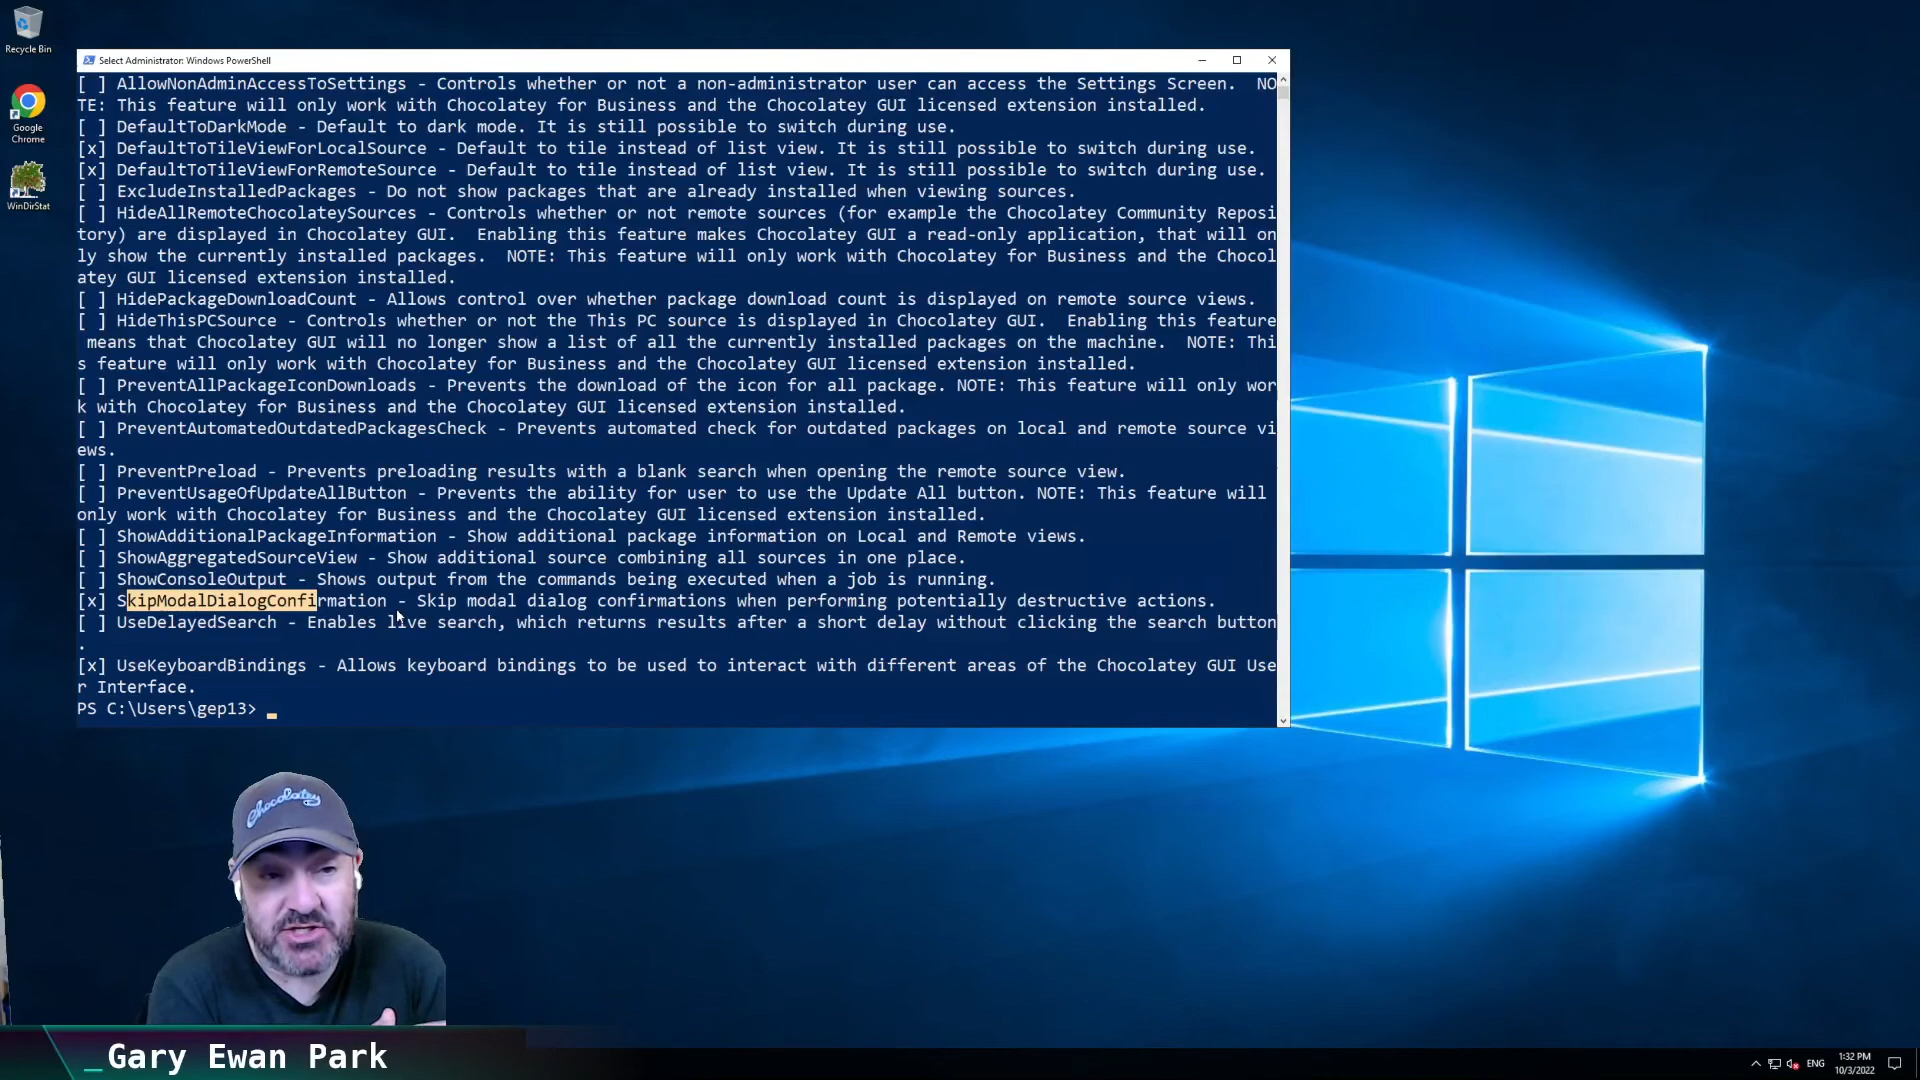 Recycle Bin
Google
Chrome
WinDirStat
Select Administrator: Windows PowerShell
[ ] AllowNonAdminAccessToSettings - Controls whether or not a non-administrator user can access the Settings Screen.  NO
TE: This feature will only work with Chocolatey for Business and the Chocolatey GUI licensed extension installed.
[ ] DefaultToDarkMode - Default to dark mode. It is still possible to switch during use.
[x] DefaultToTileViewForLocalSource - Default to tile instead of list view. It is still possible to switch during use.
[x] DefaultToTileViewForRemoteSource - Default to tile instead of list view. It is still possible to switch during use.
[ ] ExcludeInstalledPackages - Do not show packages that are already installed when viewing sources.
[ ] HideAllRemoteChocolateySources - Controls whether or not remote sources (for example the Chocolatey Community Reposi
tory) are displayed in Chocolatey GUI.  Enabling this feature makes Chocolatey GUI a read-only application, that will on
ly show the currently installed packages.  NOTE: This feature will only work with Chocolatey for Business and the Chocol
atey GUI licensed extension installed.
[ ] HidePackageDownloadCount - Allows control over whether package download count is displayed on remote source views.
[ ] HideThisPCSource - Controls whether or not the This PC source is displayed in Chocolatey GUI.  Enabling this feature
 means that Chocolatey GUI will no longer show a list of all the currently installed packages on the machine.  NOTE: Thi
s feature will only work with Chocolatey for Business and the Chocolatey GUI licensed extension installed.
[ ] PreventAllPackageIconDownloads - Prevents the download of the icon for all package. NOTE: This feature will only wor
k with Chocolatey for Business and the Chocolatey GUI licensed extension installed.
[ ] PreventAutomatedOutdatedPackagesCheck - Prevents automated check for outdated packages on local and remote source vi
ews.
[ ] PreventPreload - Prevents preloading results with a blank search when opening the remote source view.
[ ] PreventUsageOfUpdateAllButton - Prevents the ability for user to use the Update All button. NOTE: This feature will
only work with Chocolatey for Business and the Chocolatey GUI licensed extension installed.
[ ] ShowAdditionalPackageInformation - Show additional package information on Local and Remote views.
[ ] ShowAggregatedSourceView - Show additional source combining all sources in one place.
[ ] ShowConsoleOutput - Shows output from the commands being executed when a job is running.
[x] SkipModalDialogConfirmation - Skip modal dialog confirmations when performing potentially destructive actions.
[ ] UseDelayedSearch - Enables live search, which returns results after a short delay without clicking the search button
.
[x] UseKeyboardBindings - Allows keyboard bindings to be used to interact with different areas of the Chocolatey GUI Use
r Interface.
PS C:\Users\gep13>
Chocolatey
_Gary Ewan Park
ENG
1:32 PM
10/3/2022